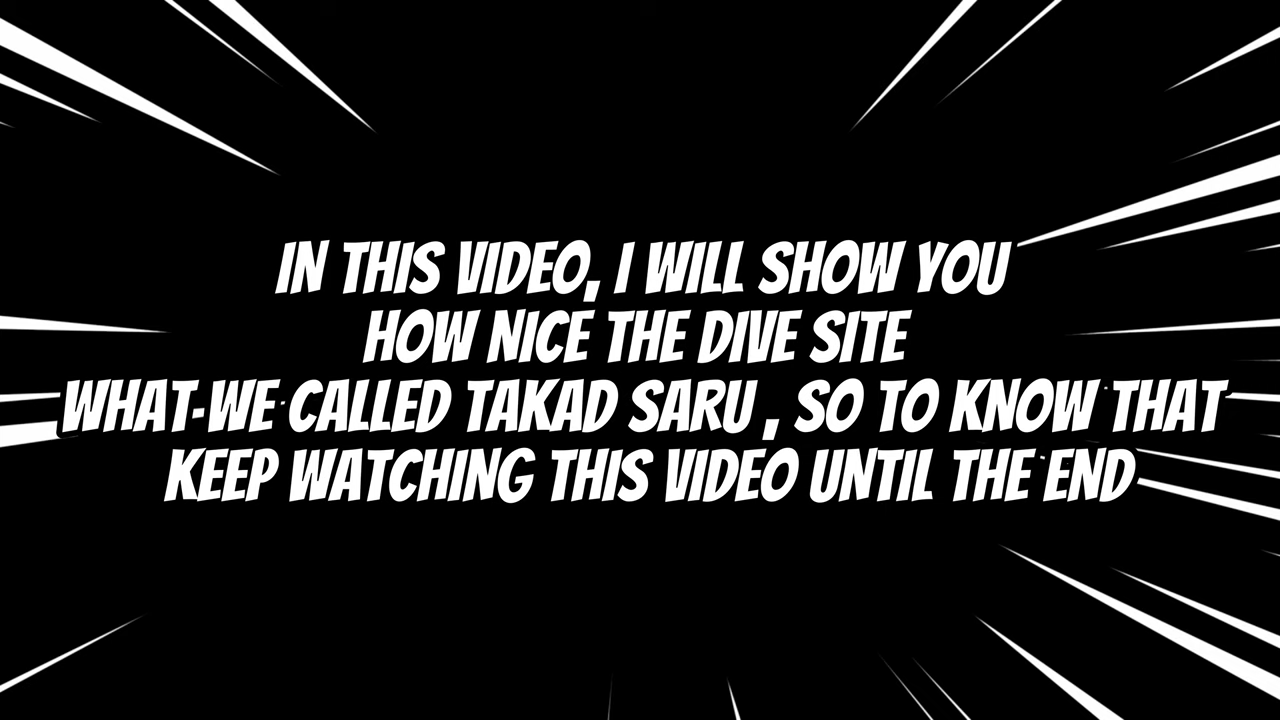 IN THIS VIDEO, I WILL SHOW YOU
HOW NICE THE DIVE SITE
WHAT-WE CALLED TAKAD SARU , SO TO KNOW THAT
KEEP WATCHING THIS VIDEO UNTIL THE END